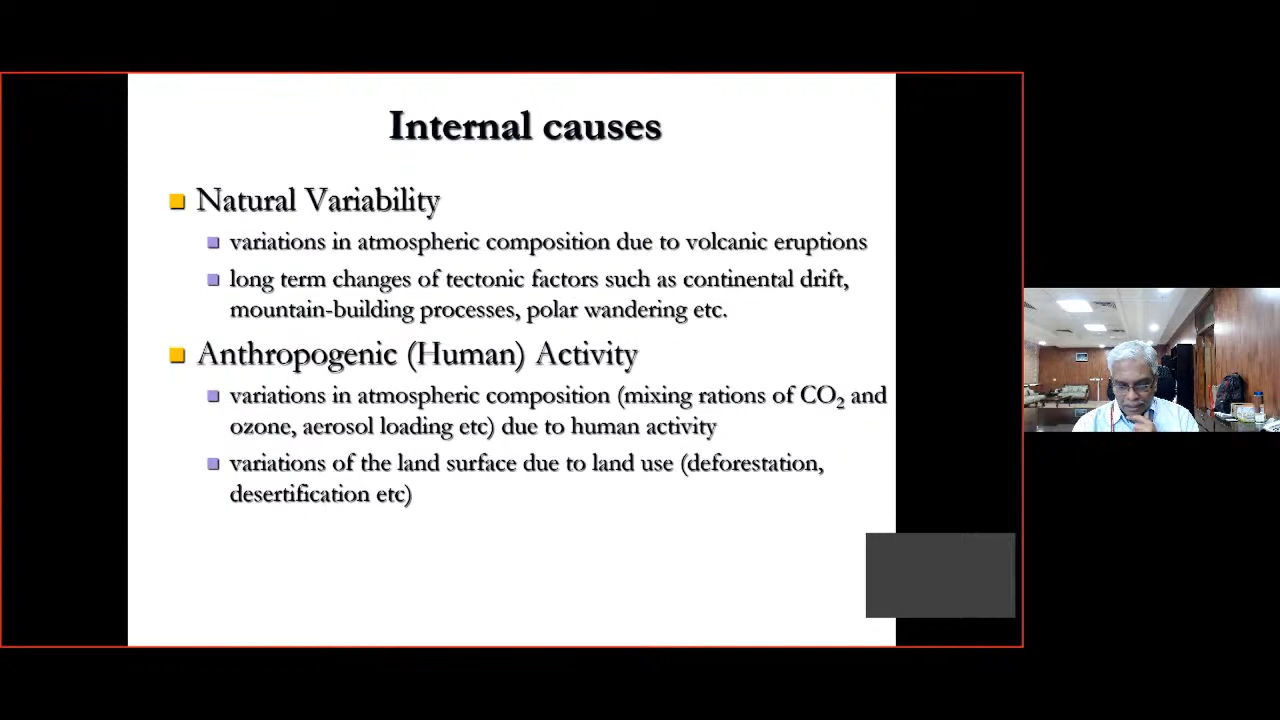 Internal causes
Natural Variability
variations in atmospheric composition due to volcanic eruptions
long term changes of tectonic factors such as continental drift,
mountain-building processes, polar wandering etc.
Anthropogenic (Human) Activity
variations in atmospheric composition (mixing rations of CO₂ and
ozone, aerosol loading etc) due to human activity
variations of the land surface due to land use (deforestation,
desertification etc)